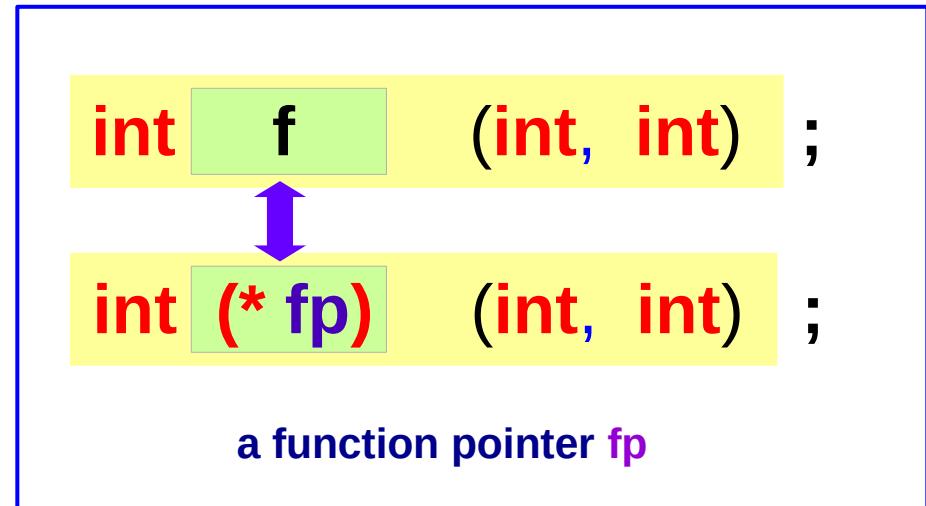 int f (int, int) ;
int (* fp) (int, int) ;
a function pointer fp